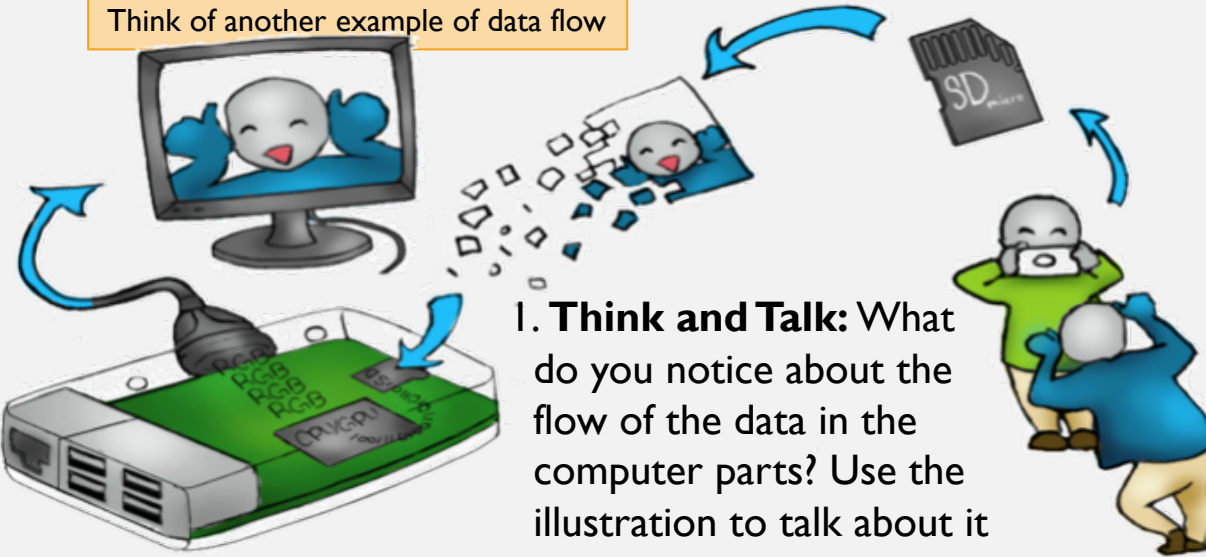 Think of another example of data flow
SD
micro
RGB
RGB
RGB
RGB
CPU/GPU
1. Think and Talk: What
do you notice about the
flow of the data in the
computer parts? Use the
illustration to talk about it